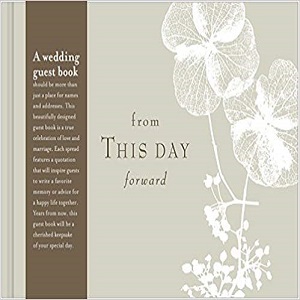 A wedding
guest book
should be more than
just a place for names
and addresses. This
beautifully designed
guest book is a true
celebration of love and
marriage. Each spread
features a quotation
that will inspire guests
to write a favorite
memory or advice for
a happy life together.
Years from now, this
guest book will be a
cherished keepsake
of your special day.
from
THIS DAY
forward